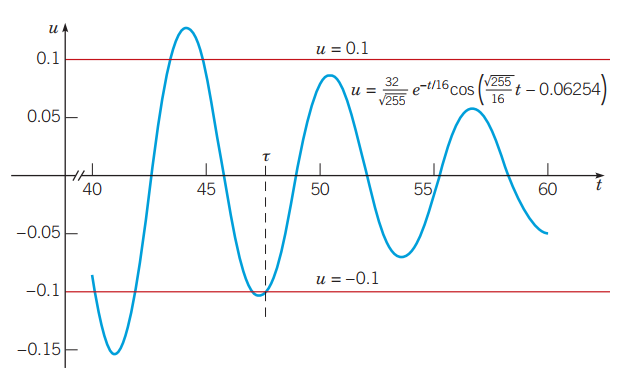 u
0.1
u = 0.1
u = 32/√255 e^(−t/16) cos (√255/16 t − 0.06254)
0.05
τ
40 45 50 55 60 t
−0.05
u = −0.1
−0.1
−0.15